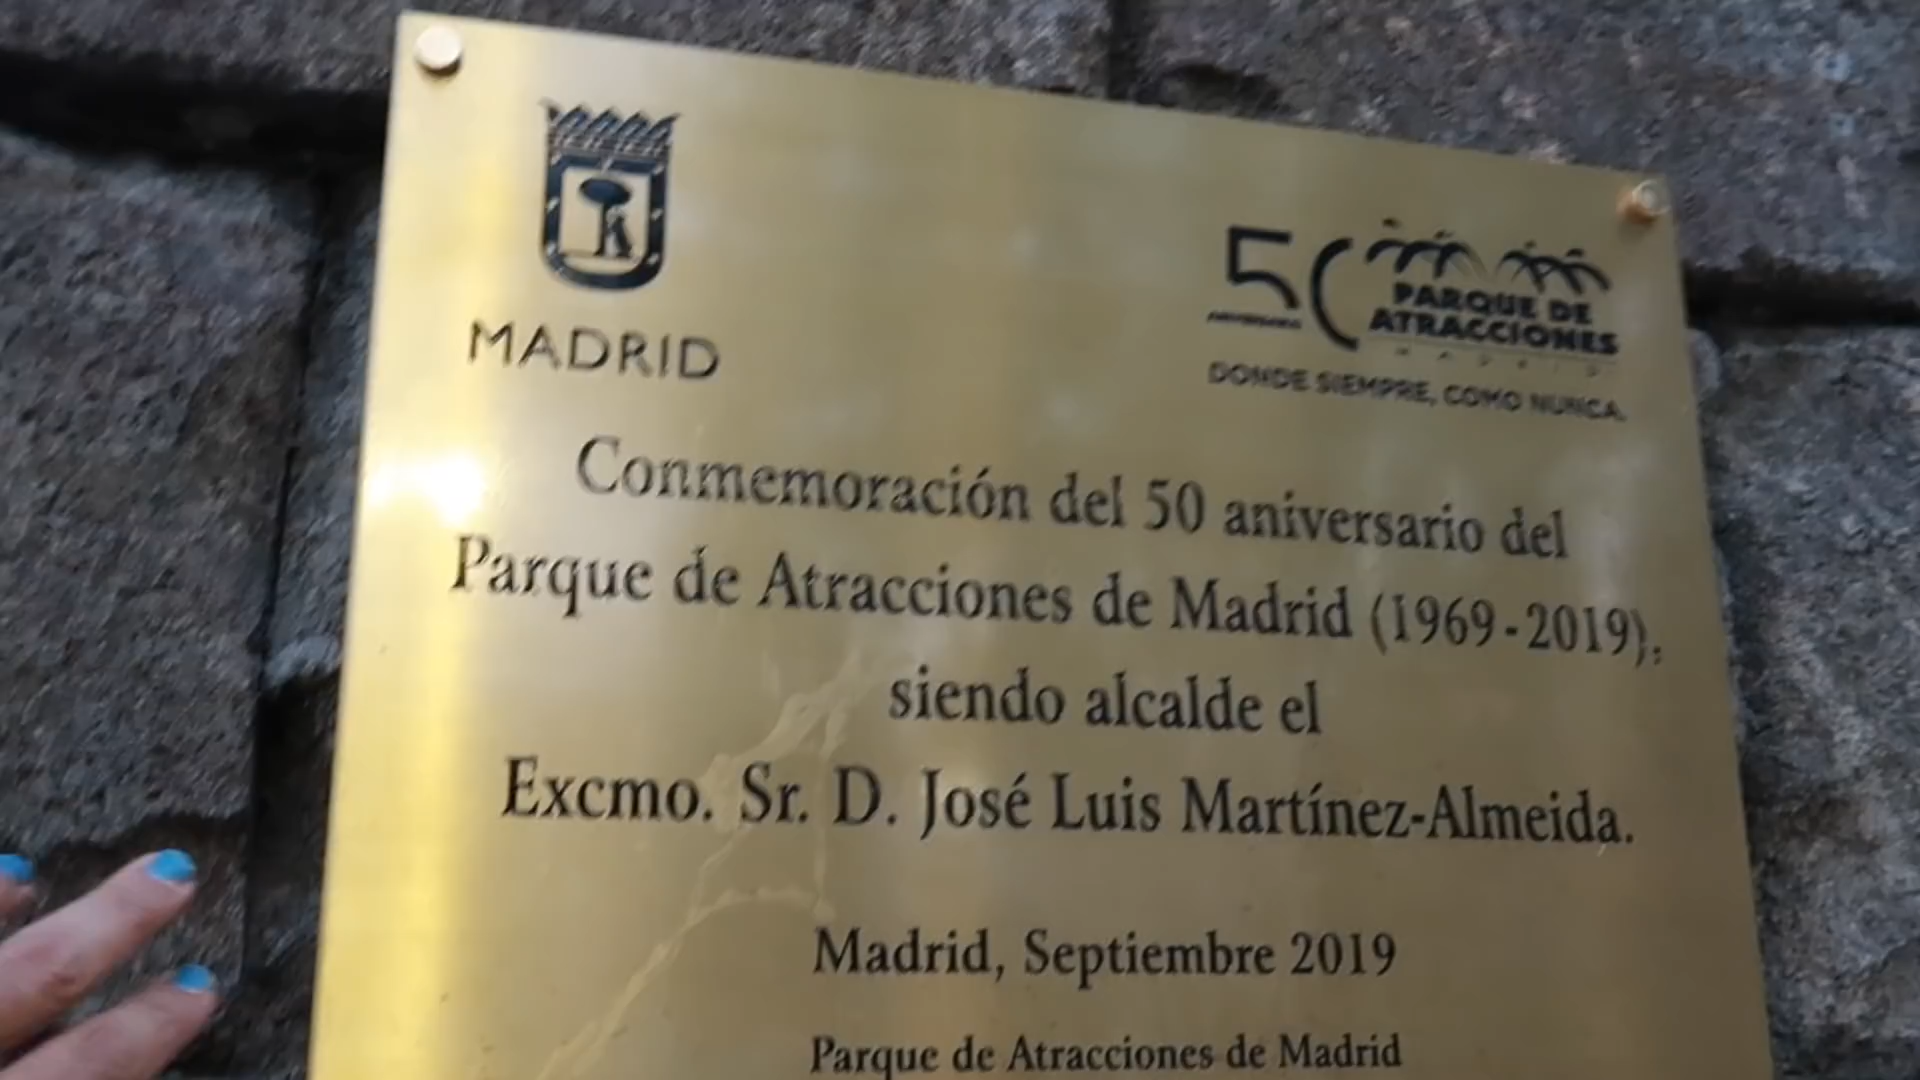 MADRID
50
ANIVERSARIO
PARQUE DE
ATRACCIONES
MADRID
DONDE SIEMPRE, COMO NUNCA.
Conmemoración del 50 aniversario del
Parque de Atracciones de Madrid (1969-2019),
siendo alcalde el
Excmo. Sr. D. José Luis Martínez-Almeida.
Madrid, Septiembre 2019
Parque de Atracciones de Madrid